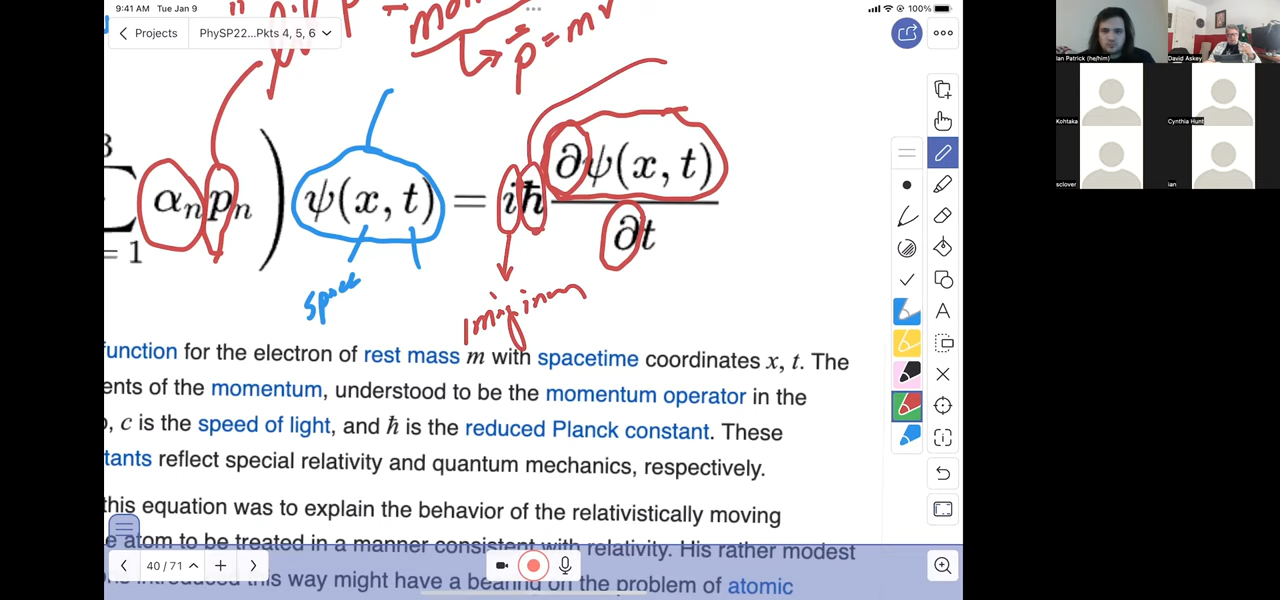 9:41 AM Tue Jan 9
100%
Projects
PhySP22...Pkts 4, 5, 6
p = mv
3
∑ αₙpₙ ) ψ(x, t) = iħ ∂ψ(x, t) / ∂t
= 1
space
imaginary
function for the electron of rest mass m with spacetime coordinates x, t. The
ents of the momentum, understood to be the momentum operator in the
, c is the speed of light, and ħ is the reduced Planck constant. These
tants reflect special relativity and quantum mechanics, respectively.
this equation was to explain the behavior of the relativistically moving
e atom to be treated in a manner consistent with relativity. His rather modest
this way might have a bearing on the problem of atomic
40 / 71
Ian Patrick (he/him)
David Askey
Kohtaka
Cynthia Hunt
sclover
ian